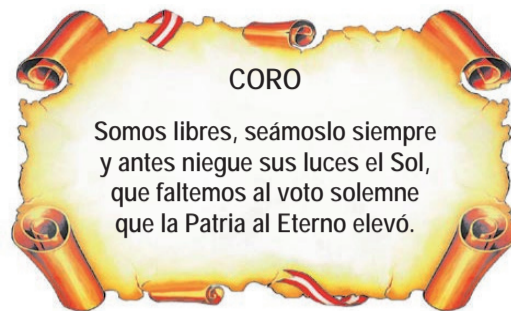 CORO
Somos libres, seámoslo siempre
y antes niegue sus luces el Sol,
que faltemos al voto solemne
que la Patria al Eterno elevó.